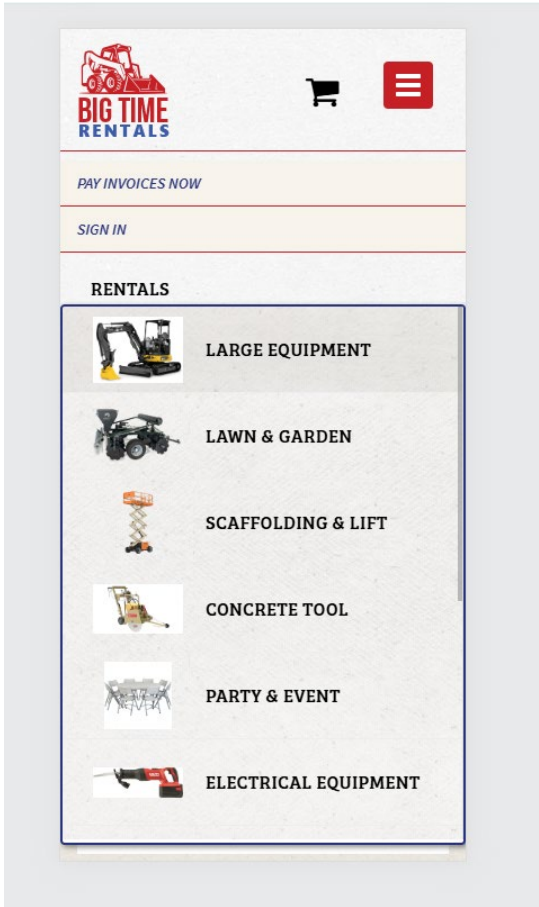 BIG TIME
RENTALS
PAY INVOICES NOW
SIGN IN
RENTALS
LARGE EQUIPMENT
LAWN & GARDEN
SCAFFOLDING & LIFT
CONCRETE TOOL
PARTY & EVENT
ELECTRICAL EQUIPMENT